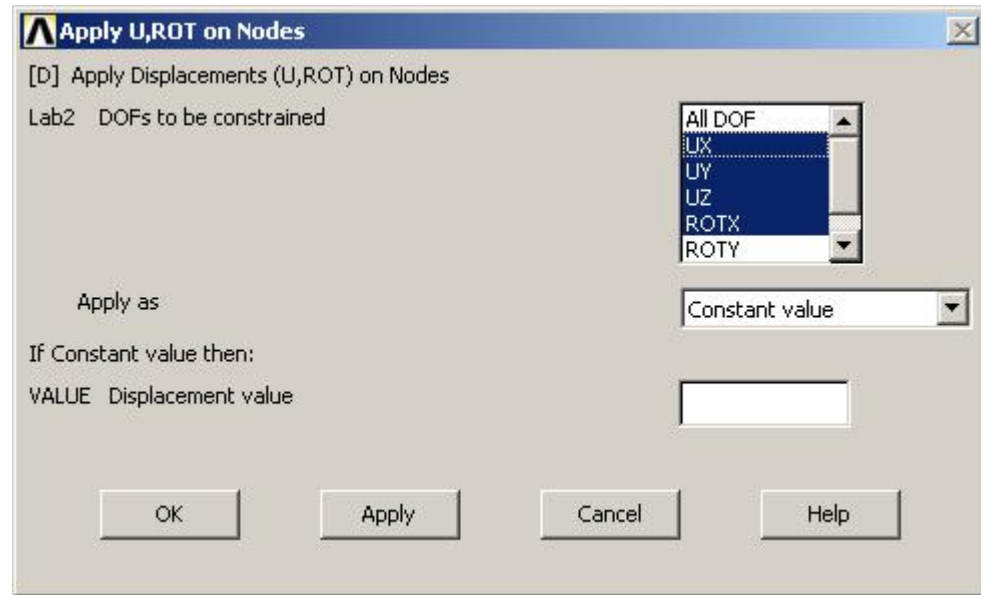 Apply U,ROT on Nodes
[D] Apply Displacements (U,ROT) on Nodes
Lab2 DOFs to be constrained
All DOF
UX
UY
UZ
ROTX
ROTY
Apply as
Constant value
If Constant value then:
VALUE Displacement value
OK Apply Cancel Help